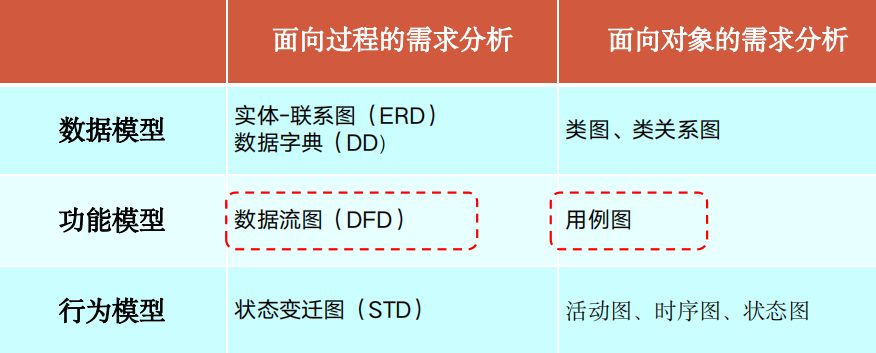 面向过程的需求分析 面向对象的需求分析
数据模型
实体-联系图（ERD）
数据字典（DD）
类图、类关系图
功能模型
数据流图（DFD）
用例图
行为模型
状态变迁图（STD）
活动图、时序图、状态图